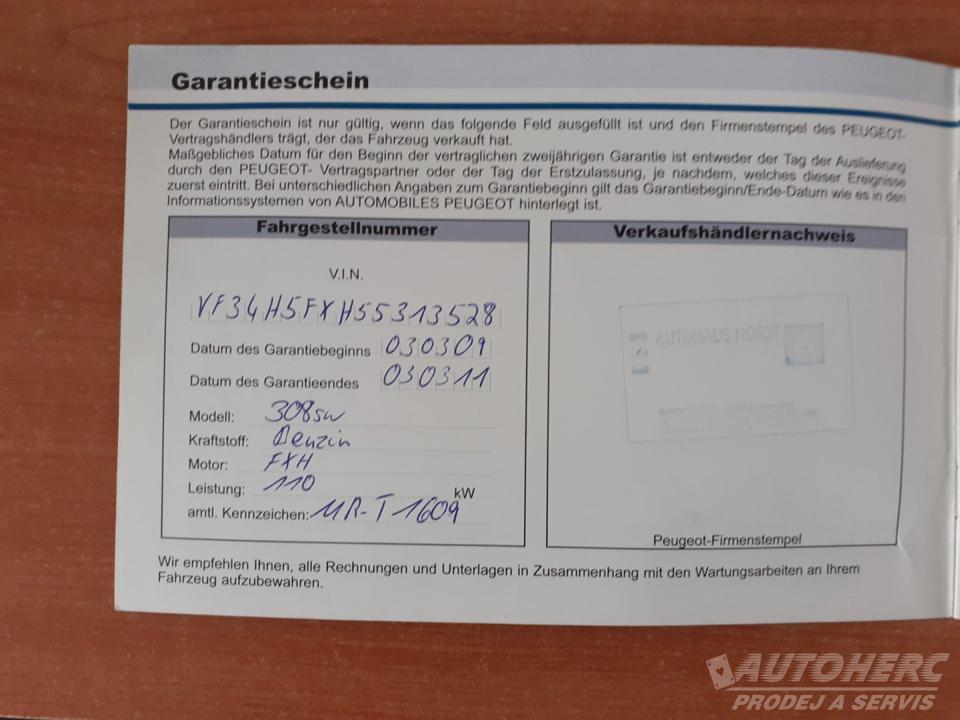 Garantieschein
Der Garantieschein ist nur gültig, wenn das folgende Feld ausgefüllt ist und den Firmenstempel des PEUGEOT-
Vertragshändlers trägt, der das Fahrzeug verkauft hat.
Maßgebliches Datum für den Beginn der vertraglichen zweijährigen Garantie ist entweder der Tag der Auslieferung
durch den PEUGEOT- Vertragspartner oder der Tag der Erstzulassung, je nachdem, welches dieser Ereignisse
zuerst eintritt. Bei unterschiedlichen Angaben zum Garantiebeginn gilt das Garantiebeginn/Ende-Datum wie es in den
Informationssystemen von AUTOMOBILES PEUGEOT hinterlegt ist.
Fahrgestellnummer
V.I.N.
VF34H5FXH55313528
Datum des Garantiebeginns 030309
Datum des Garantieendes 030311
Modell: 308sw
Kraftstoff: Benzin
Motor: FXH
Leistung: 110 kW
amtl. Kennzeichen: MR-T1609
Verkaufshändlernachweis
AUTOHAUS HORST
Peugeot-Firmenstempel
Wir empfehlen Ihnen, alle Rechnungen und Unterlagen in Zusammenhang mit den Wartungsarbeiten an Ihrem
Fahrzeug aufzubewahren.
AUTOHERC
PRODEJ A SERVIS